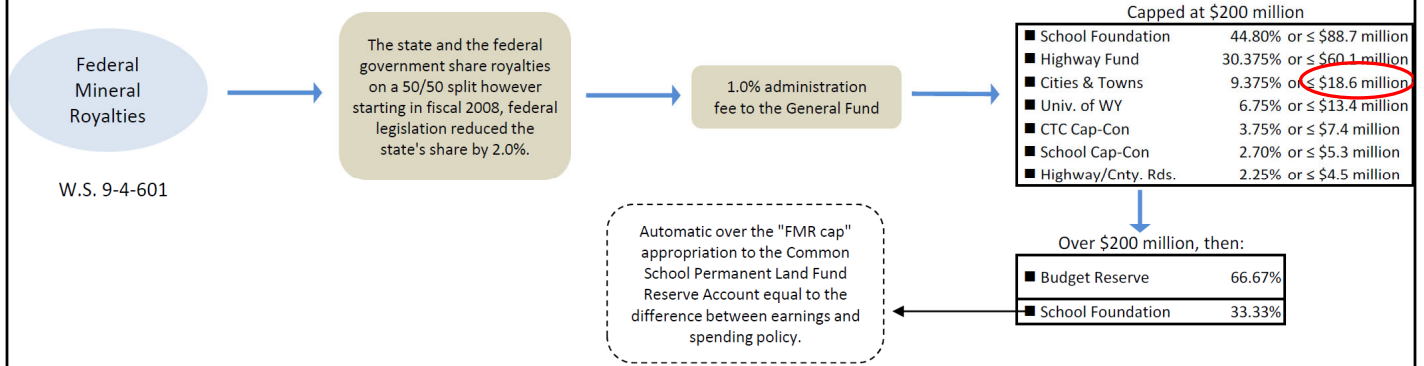 Federal
Mineral
Royalties
W.S. 9-4-601
The state and the federal
government share royalties
on a 50/50 split however
starting in fiscal 2008, federal
legislation reduced the
state's share by 2.0%.
1.0% administration
fee to the General Fund
Capped at $200 million
■ School Foundation 44.80% or ≤ $88.7 million
■ Highway Fund 30.375% or ≤ $60.1 million
■ Cities & Towns 9.375% or ≤ $18.6 million
■ Univ. of WY 6.75% or ≤ $13.4 million
■ CTC Cap-Con 3.75% or ≤ $7.4 million
■ School Cap-Con 2.70% or ≤ $5.3 million
■ Highway/Cnty. Rds. 2.25% or ≤ $4.5 million
Over $200 million, then:
■ Budget Reserve 66.67%
■ School Foundation 33.33%
Automatic over the "FMR cap"
appropriation to the Common
School Permanent Land Fund
Reserve Account equal to the
difference between earnings and
spending policy.